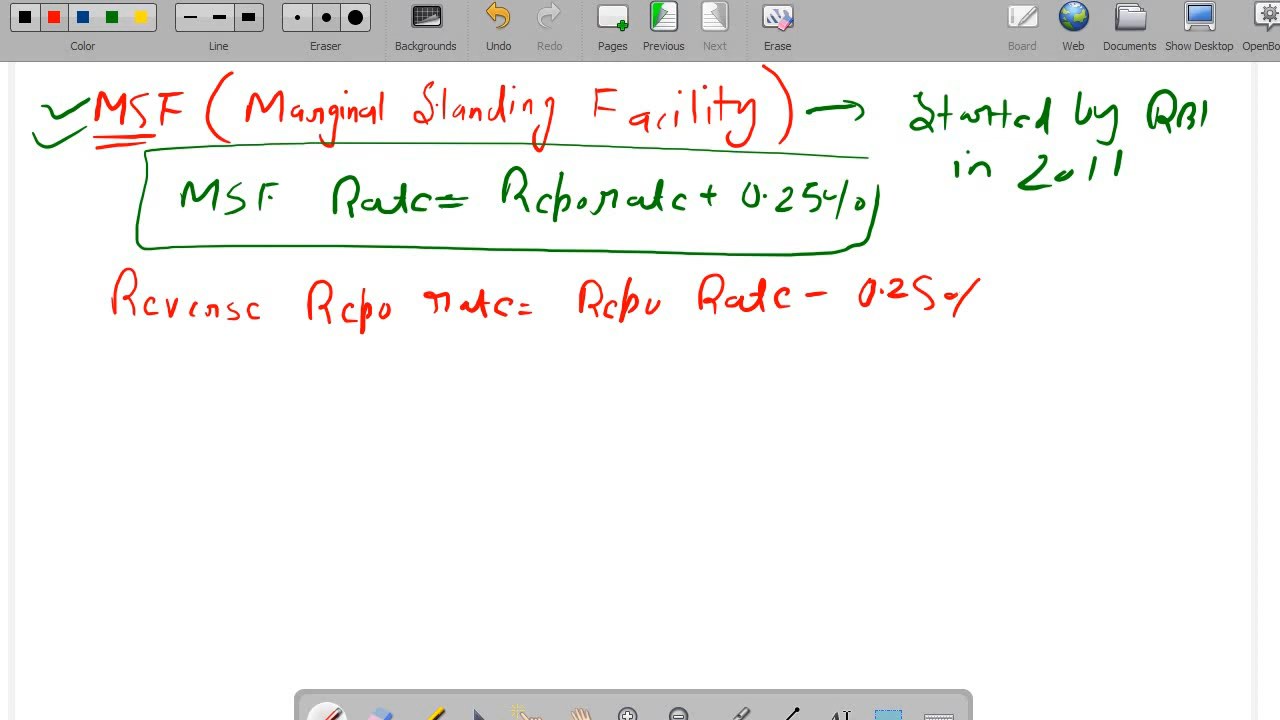 Color
Line
Eraser
Backgrounds
Undo
Redo
Pages
Previous
Next
Erase
Board
Web
Documents
Show Desktop
OpenBo
MSF (Marginal Standing Facility) → Started by RBI
in 2011
MSF Rate = Repo rate + 0.25%
Reverse Repo rate = Repo Rate - 0.25%